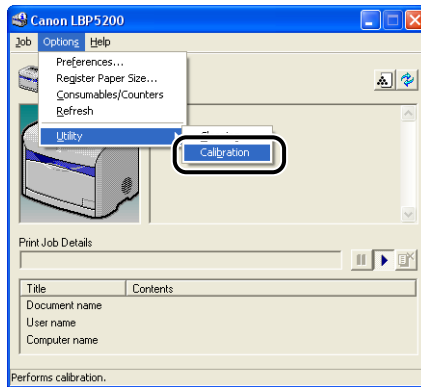 Canon LBP5200
Job Options Help
Preferences...
Register Paper Size...
Consumables/Counters
Refresh
Utility
Calibration
Print Job Details
Title Contents
Document name
User name
Computer name
Performs calibration.